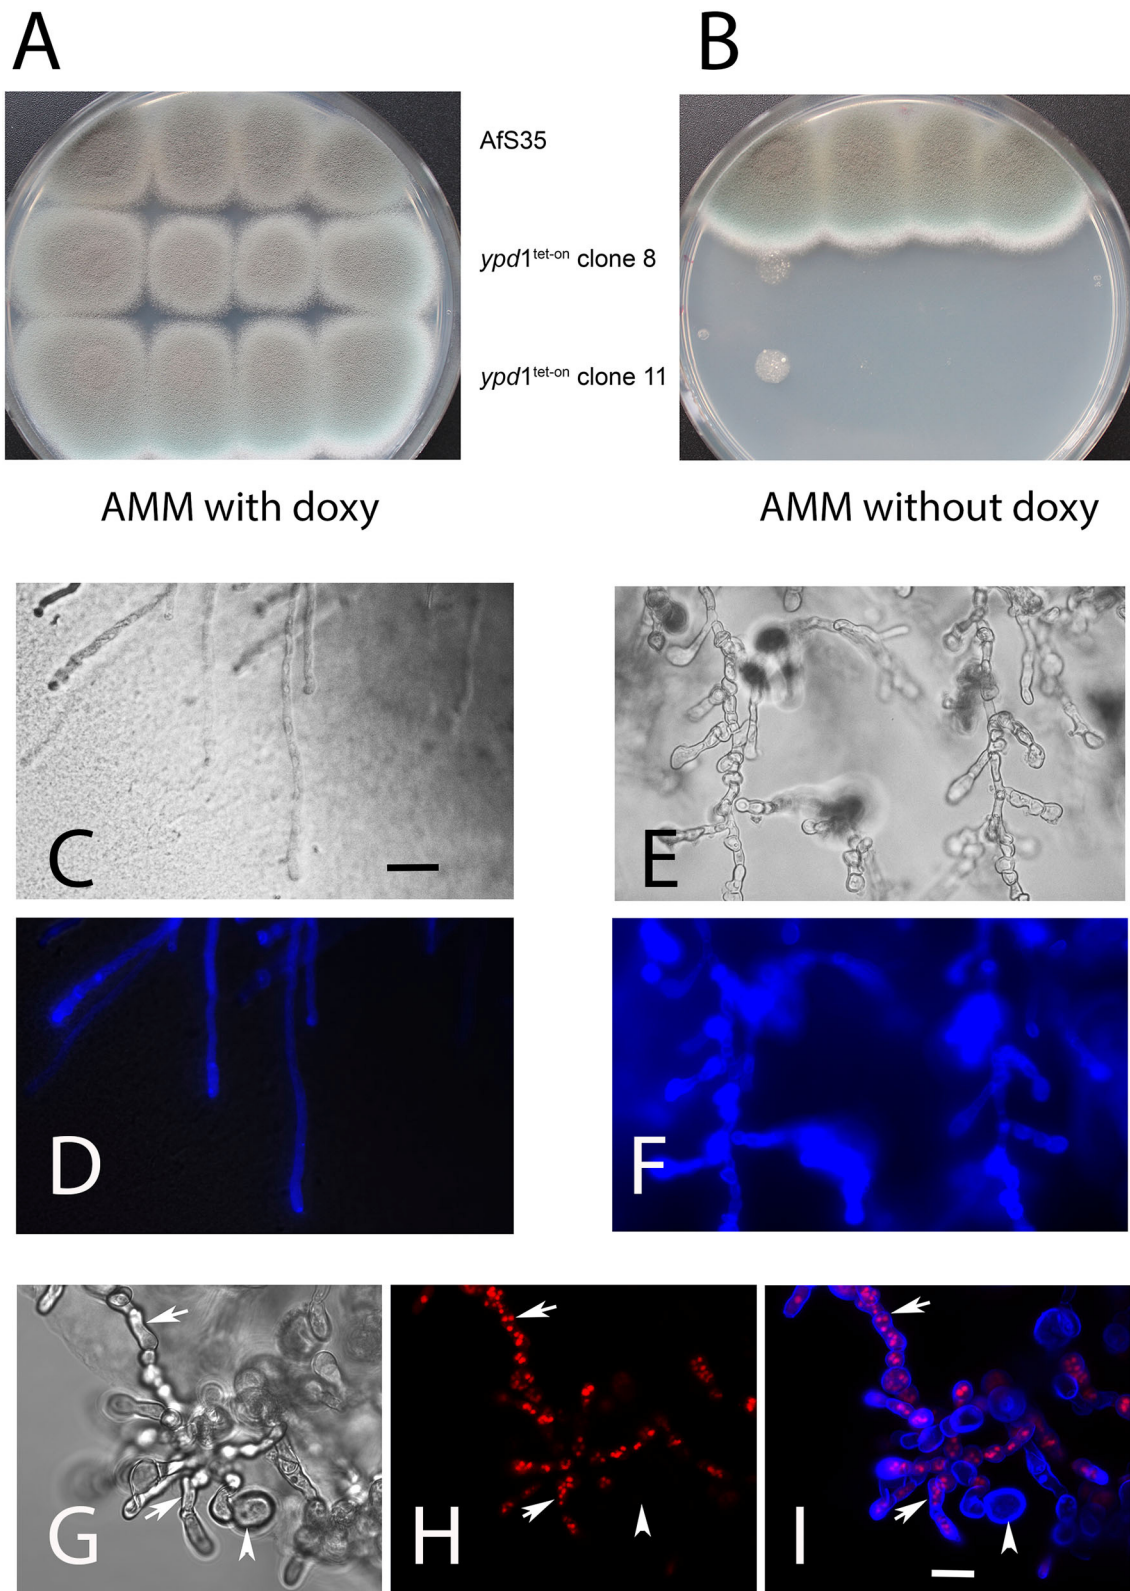 A
B
AfS35
ypd1tet-on clone 8
ypd1tet-on clone 11
AMM with doxy
AMM without doxy
C
E
D
F
G
H
I